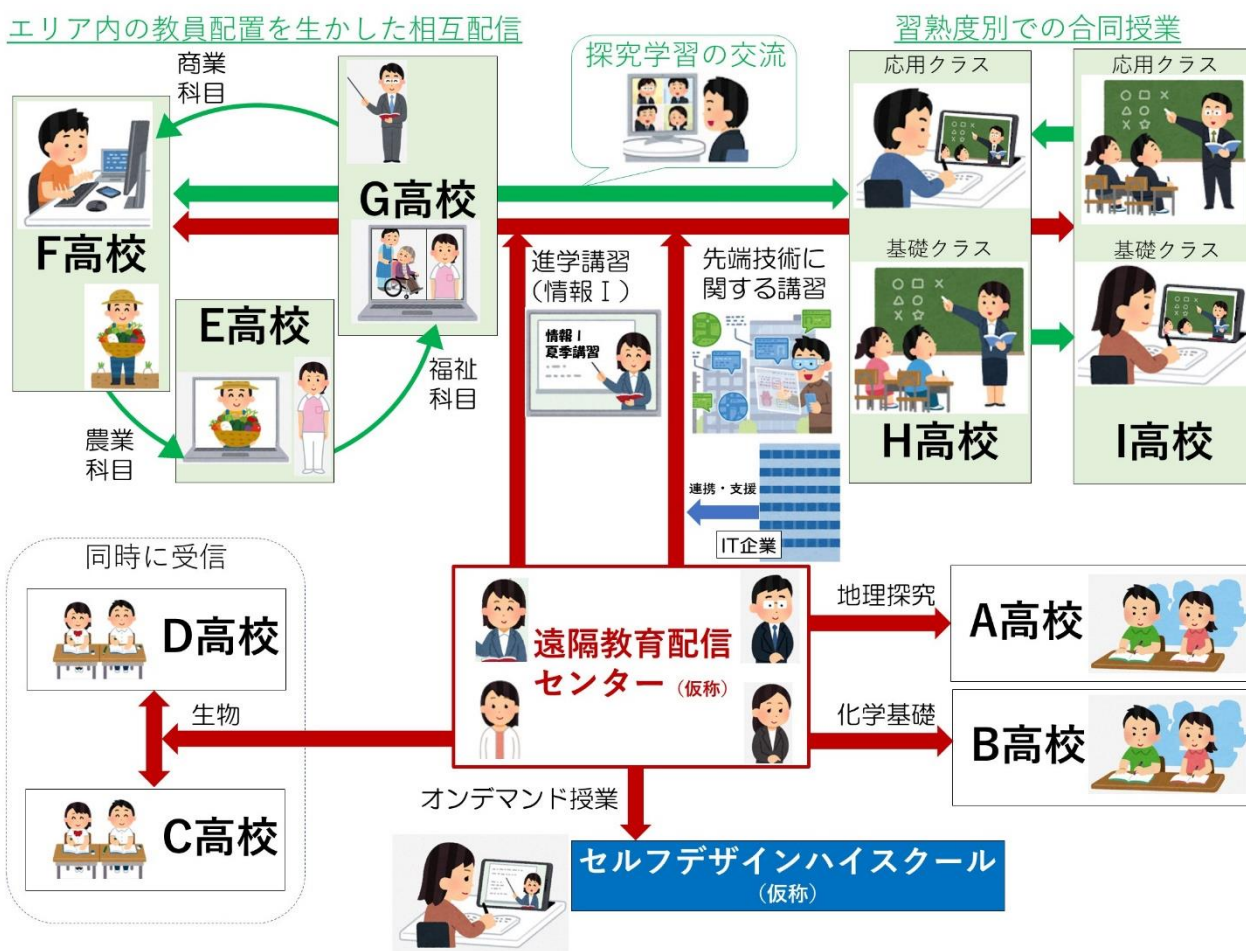 エリア内の教員配置を生かした相互配信
習熟度別での合同授業
商業
科目
探究学習の交流
応用クラス
応用クラス
G高校
F高校
E高校
福祉
科目
農業
科目
進学講習
(情報Ⅰ)
情報Ⅰ
夏季講習
先端技術に
関する講習
基礎クラス
基礎クラス
H高校
I高校
連携・支援
IT企業
同時に受信
D高校
生物
C高校
遠隔教育配信
センター(仮称)
地理探究
A高校
化学基礎
B高校
オンデマンド授業
セルフデザインハイスクール
(仮称)